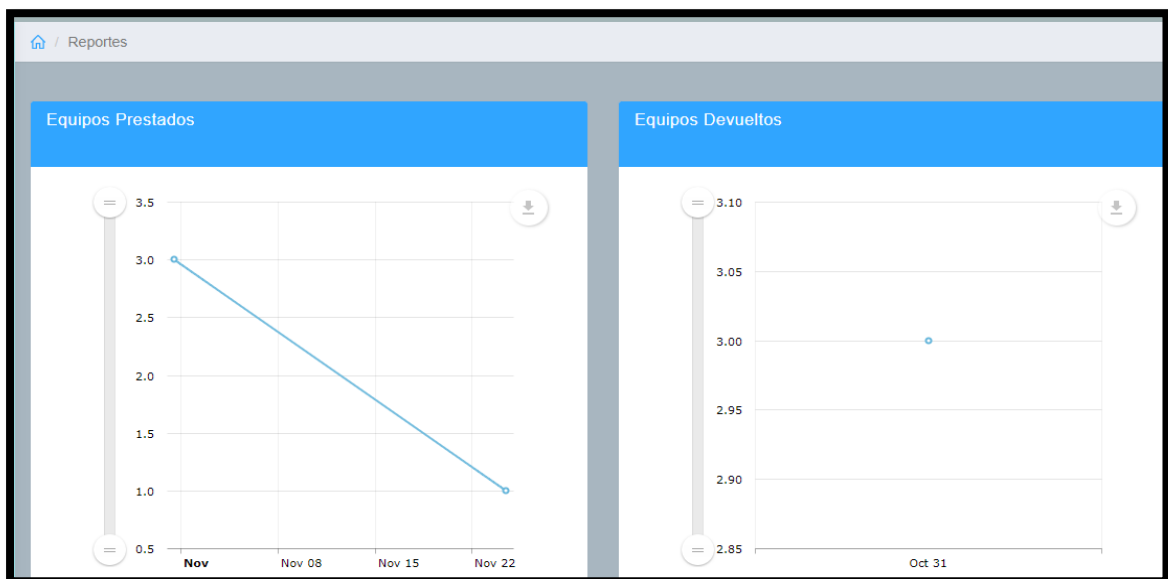 / Reportes
Equipos Prestados
3.5
3.0
2.5
2.0
1.5
1.0
0.5
Nov Nov 08 Nov 15 Nov 22
Equipos Devueltos
3.10
3.05
3.00
2.95
2.90
2.85
Oct 31